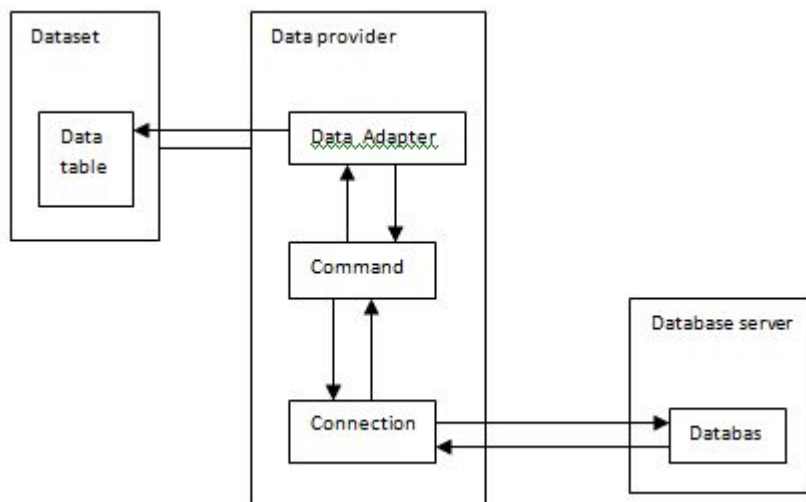 Dataset
Data provider
Data
table
Data Adapter
Command
Database server
Connection
Databas